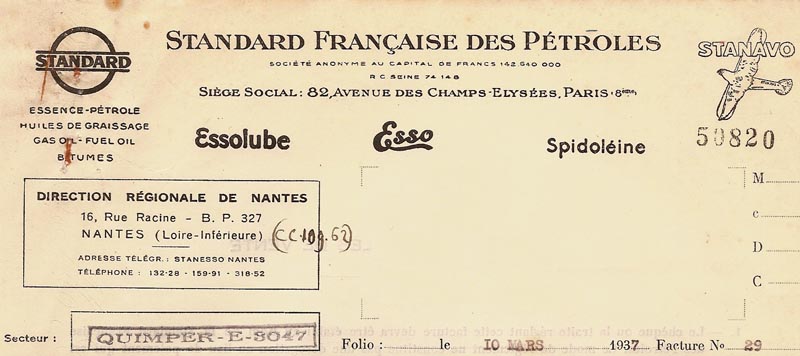 STANDARD
STANDARD FRANÇAISE DES PÉTROLES
SOCIÉTÉ ANONYME AU CAPITAL DE FRANCS 142.640 000
R C SEINE 74 148
SIÈGE SOCIAL: 82, AVENUE DES CHAMPS-ELYSÉES, PARIS-8ème
STANAVO
ESSENCE-PÉTROLE
HUILES DE GRAISSAGE
GAS OIL - FUEL OIL
BITUMES
Essolube
Esso
Spidoléine
50820
DIRECTION RÉGIONALE DE NANTES
16, Rue Racine - B. P. 327
NANTES (Loire-Inférieure)
ADRESSE TÉLÉGR.: STANESSO NANTES
TÉLÉPHONE : 132-28 - 159-91 - 318-52
M
c
D
C
Secteur : QUIMPER-E-3047
Folio : le 10 MARS 1937 Facture No 29